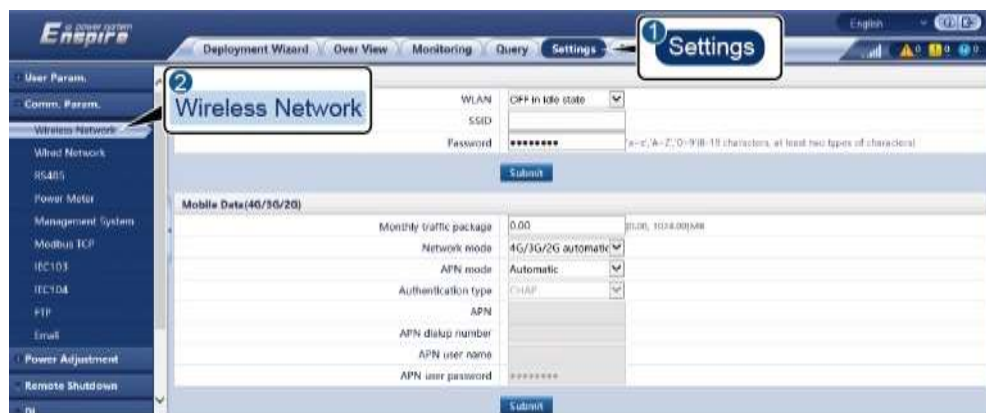 Enspire
English
Deployment Wizard Over View Monitoring Query Settings
1 Settings
0 0 0
User Param.
Comm. Param.
2 Wireless Network
Wireless Network
Wired Network
RS485
Power Meter
Management System
Modbus TCP
IEC103
IEC104
FTP
Email
Power Adjustment
Remote Shutdown
DI
WLAN OFF in idle state
SSID
Password ●●●●●●●●
Submit
Mobile Data(4G/3G/2G)
Monthly traffic package 0.00
Network mode 4G/3G/2G automatic
APN mode Automatic
Authentication type CHAP
APN
APN dialup number
APN user name
APN user password ●●●●●●●●
Submit